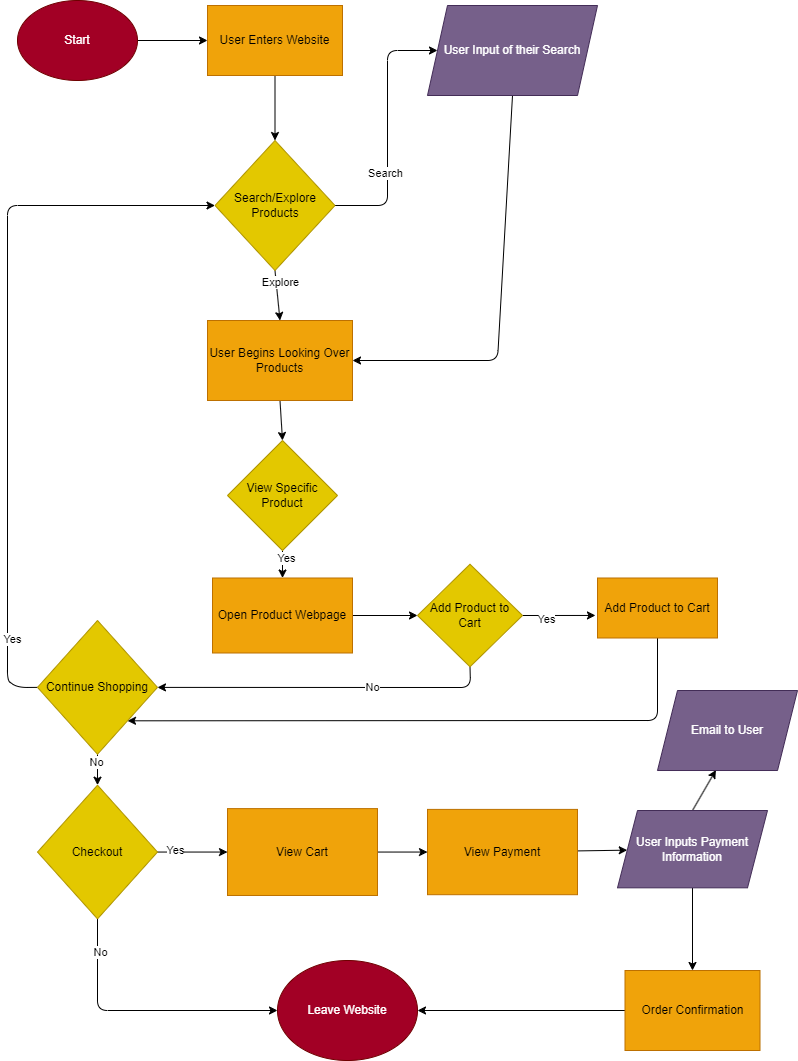 Start
User Enters Website
User Input of their Search
Search
Search/Explore
Products
Explore
User Begins Looking Over
Products
View Specific
Product
Yes
Open Product Webpage
Add Product to
Cart
Yes
Add Product to Cart
Yes
Continue Shopping
No
Email to User
No
Checkout
Yes
View Cart
View Payment
User Inputs Payment
Information
No
Leave Website
Order Confirmation